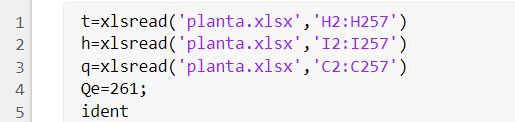 1 t=xlsread('planta.xlsx','H2:H257')
2 h=xlsread('planta.xlsx','I2:I257')
3 q=xlsread('planta.xlsx','C2:C257')
4 Qe=261;
5 ident